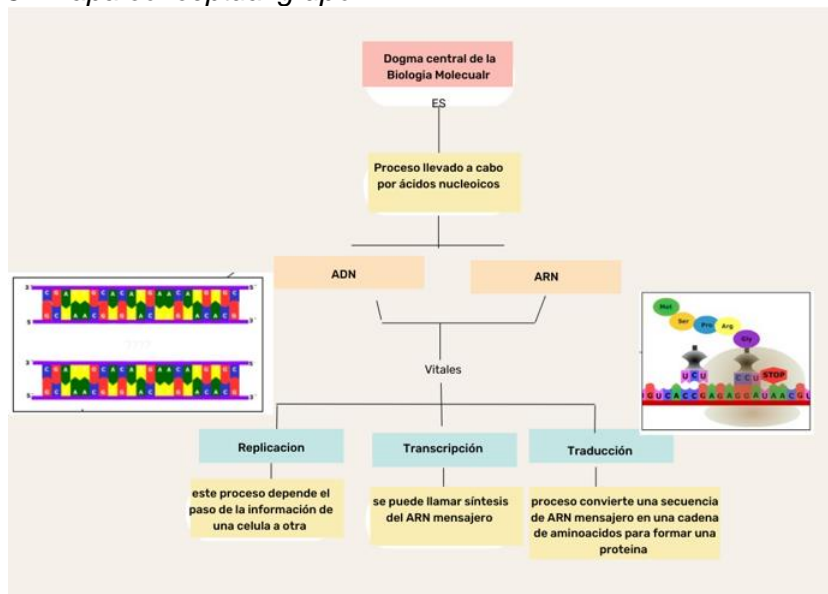 Dogma central de la
Biologia Molecualr
ES
Proceso llevado a cabo
por ácidos nucleoicos
ADN
ARN
Met
Ser
Pro
Arg
Gly
UCU
CCU
STOP
Vitales
Replicacion
Transcripción
Traducción
este proceso depende el
paso de la información de
una celula a otra
se puede llamar síntesis
del ARN mensajero
proceso convierte una secuencia
de ARN mensajero en una cadena
de aminoacidos para formar una
proteina